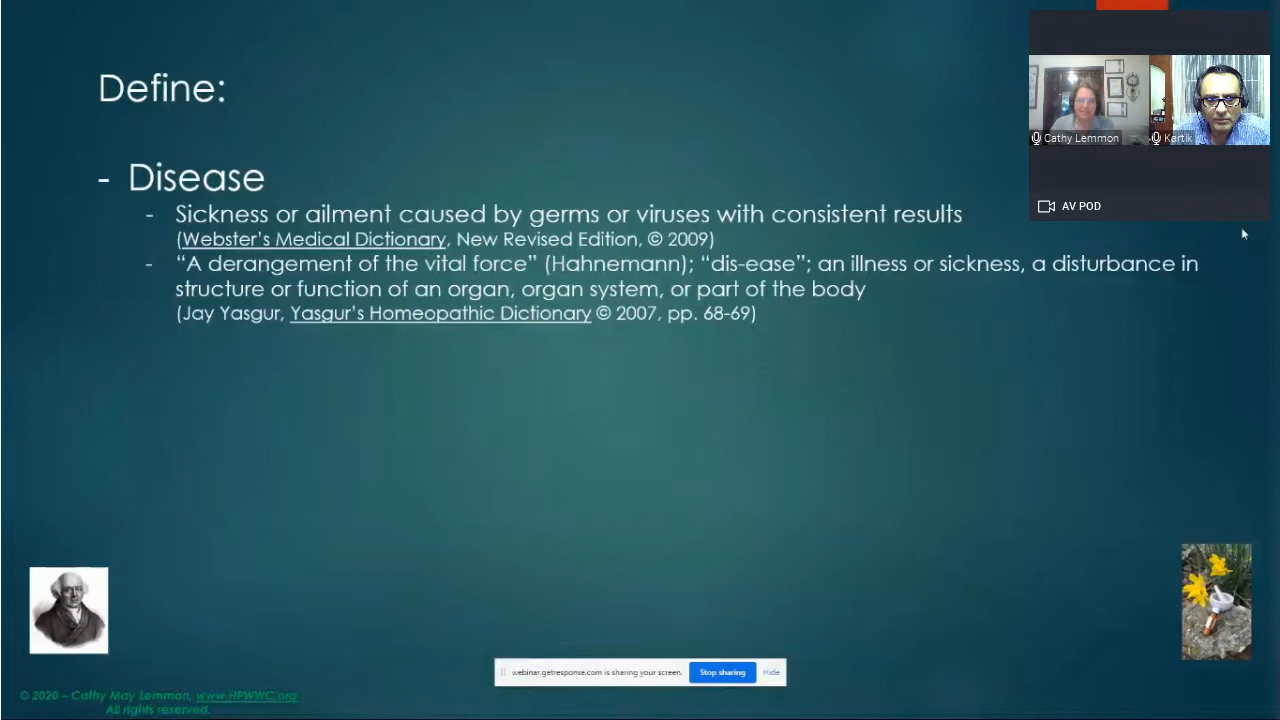 Define:
- Disease
- Sickness or ailment caused by germs or viruses with consistent results
(Webster's Medical Dictionary, New Revised Edition, © 2009)
- “A derangement of the vital force” (Hahnemann); “dis-ease”; an illness or sickness, a disturbance in
structure or function of an organ, organ system, or part of the body
(Jay Yasgur, Yasgur's Homeopathic Dictionary © 2007, pp. 68-69)
Cathy Lemmon
Kartik
AV POD
webinar.getresponse.com is sharing your screen.
Stop sharing
Hide
© 2020 – Cathy May Lemmon, www.HPWWC.org
All rights reserved.